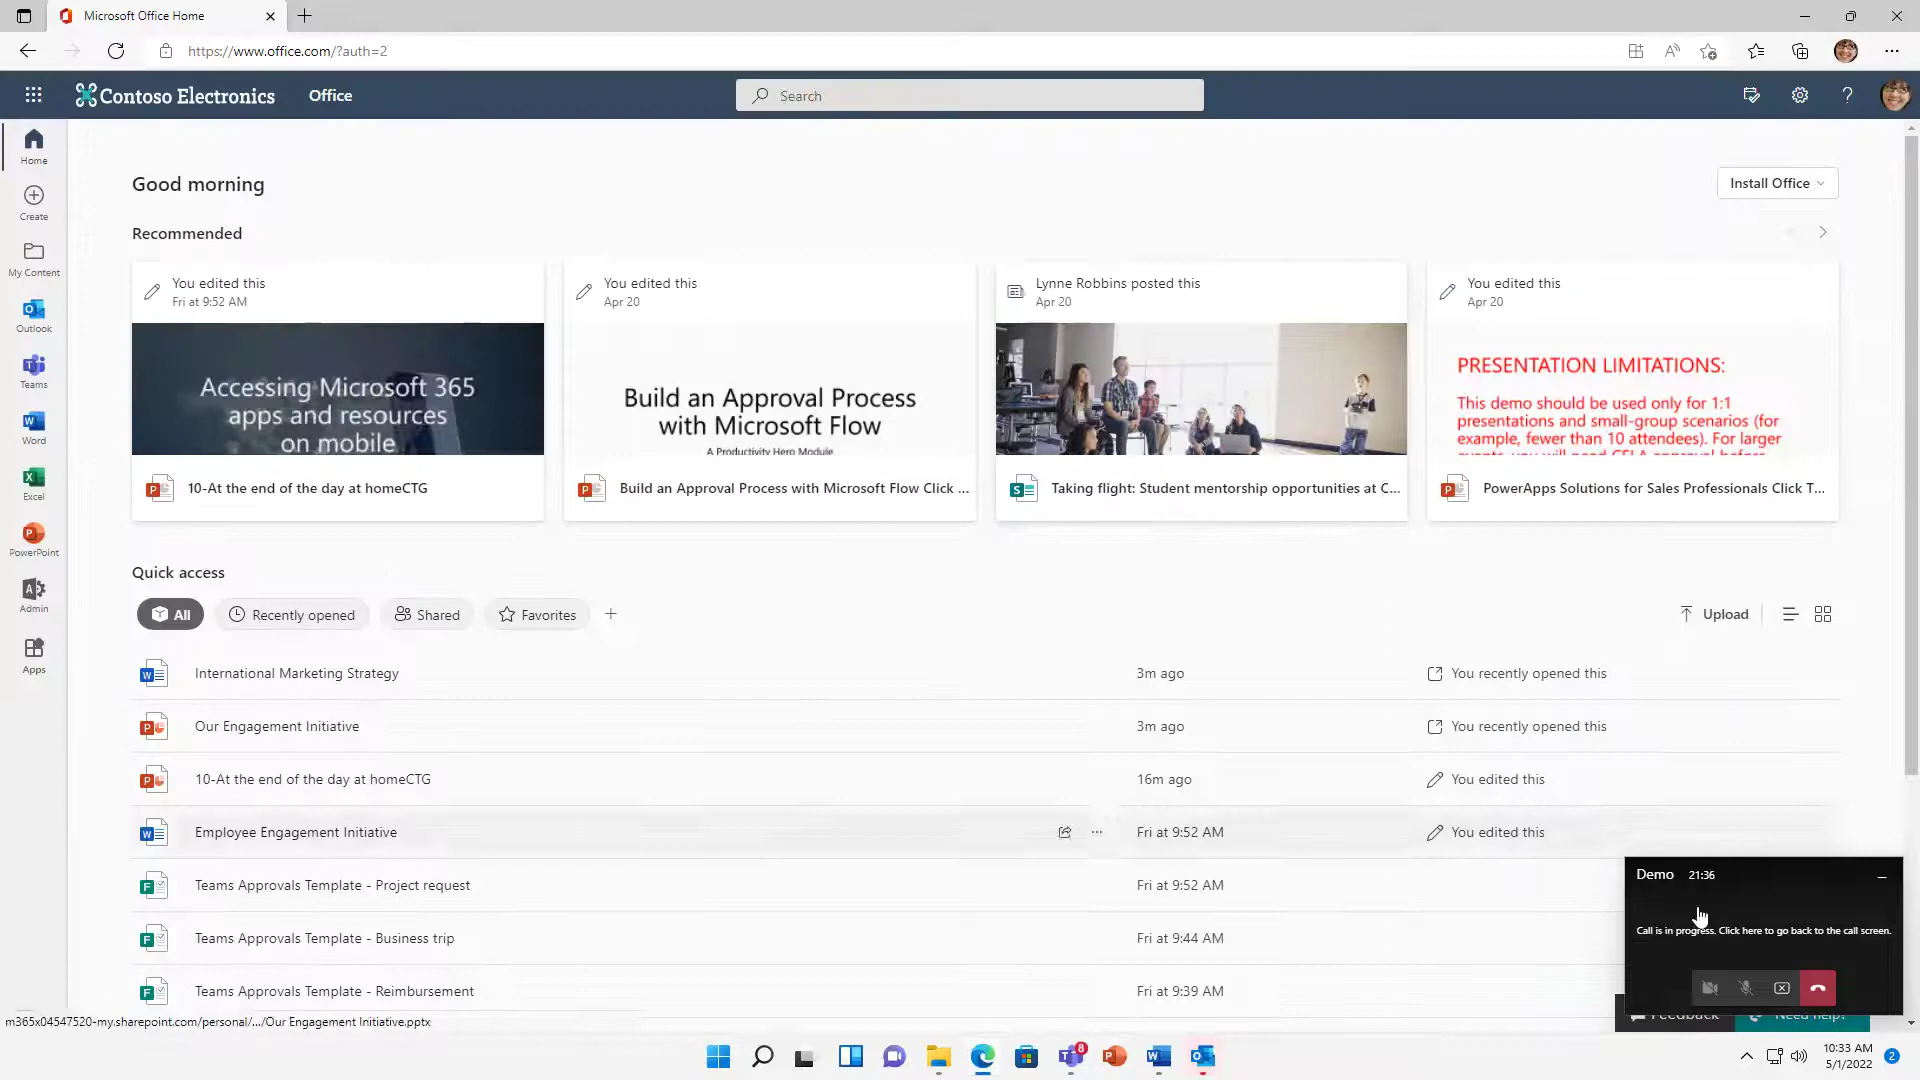 Microsoft Office Home
https://www.office.com/?auth=2
Contoso Electronics
Office
Search
Home
Create
My Content
Outlook
Teams
Word
Excel
PowerPoint
Admin
Apps
Good morning
Install Office
Recommended
You edited this
Fri at 9:52 AM
Accessing Microsoft 365
apps and resources
on mobile
10-At the end of the day at homeCTG
You edited this
Apr 20
Build an Approval Process
with Microsoft Flow
A Productivity Hero Module
Build an Approval Process with Microsoft Flow Click ...
Lynne Robbins posted this
Apr 20
Taking flight: Student mentorship opportunities at C...
You edited this
Apr 20
PRESENTATION LIMITATIONS:
This demo should be used only for 1:1
presentations and small-group scenarios (for
example, fewer than 10 attendees). For larger
events, you will need CELA approval before
PowerApps Solutions for Sales Professionals Click T...
Quick access
All
Recently opened
Shared
Favorites
Upload
International Marketing Strategy 3m ago You recently opened this
Our Engagement Initiative 3m ago You recently opened this
10-At the end of the day at homeCTG 16m ago You edited this
Employee Engagement Initiative Fri at 9:52 AM You edited this
Teams Approvals Template - Project request Fri at 9:52 AM
Teams Approvals Template - Business trip Fri at 9:44 AM
Teams Approvals Template - Reimbursement Fri at 9:39 AM
Demo 21:36
Call is in progress. Click here to go back to the call screen.
Feedback
Need help?
m365x04547520-my.sharepoint.com/personal/.../Our Engagement Initiative.pptx
8
10:33 AM
5/1/2022
2